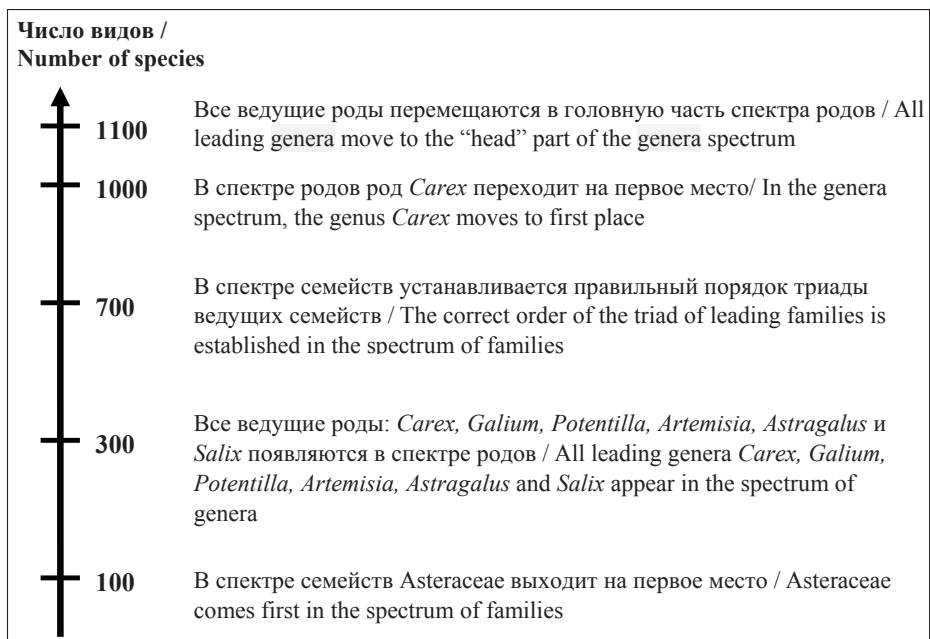 Число видов /
Number of species
1100
Все ведущие роды перемещаются в головную часть спектра родов / All
leading genera move to the “head” part of the genera spectrum
1000
В спектре родов род Carex переходит на первое место/ In the genera
spectrum, the genus Carex moves to first place
700
В спектре семейств устанавливается правильный порядок триады
ведущих семейств / The correct order of the triad of leading families is
established in the spectrum of families
300
Все ведущие роды: Carex, Galium, Potentilla, Artemisia, Astragalus и
Salix появляются в спектре родов / All leading genera Carex, Galium,
Potentilla, Artemisia, Astragalus and Salix appear in the spectrum of
genera
100
В спектре семейств Asteraceae выходит на первое место / Asteraceae
comes first in the spectrum of families